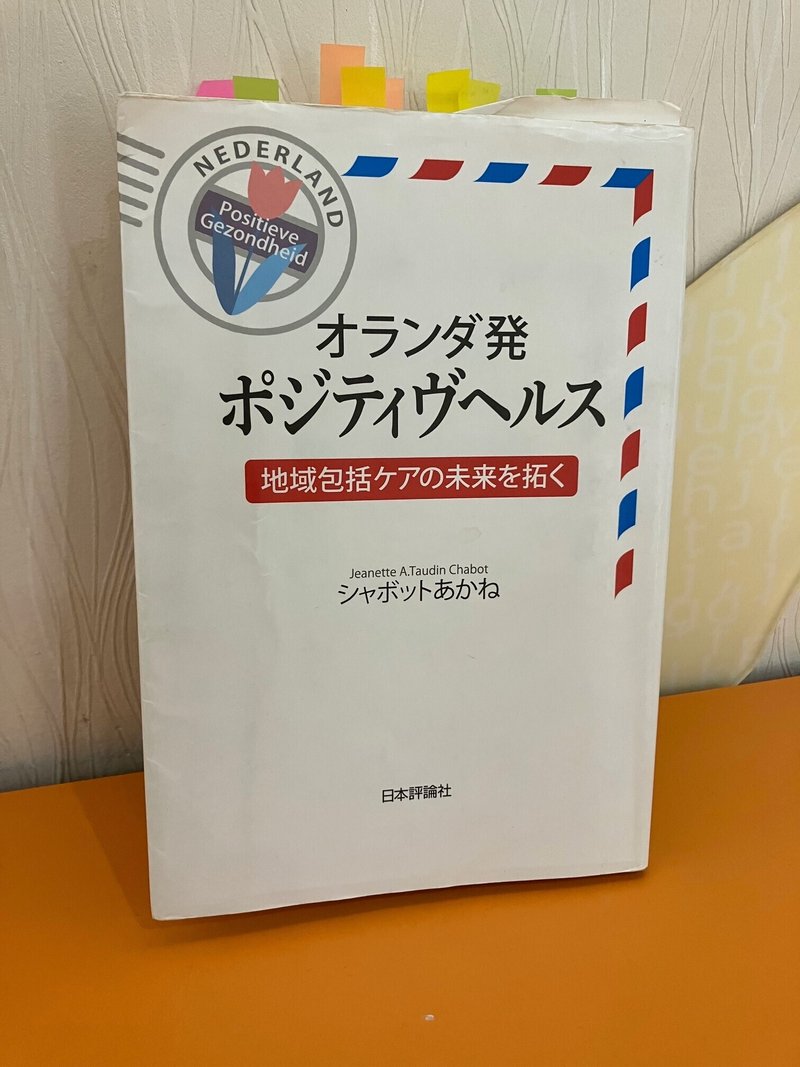 NEDERLAND
Positieve
Gezondheid
オランダ発
ポジティヴヘルス
地域包括ケアの未来を拓く
Jeanette A.Taudin Chabot
シャボットあかね
日本評論社